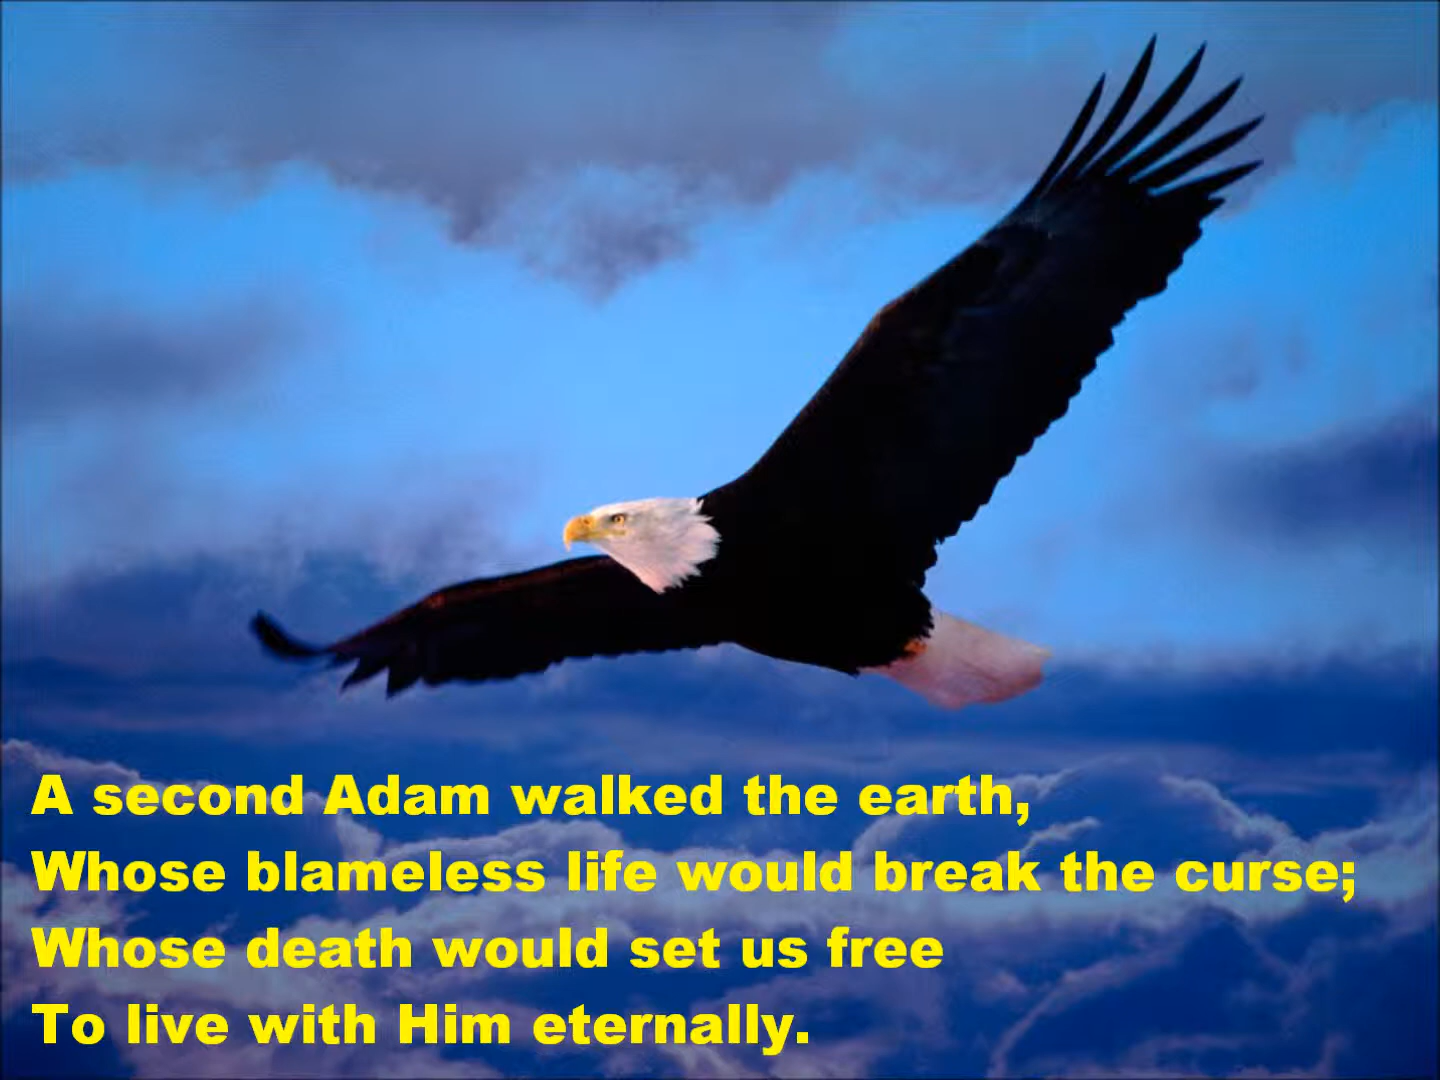 A second Adam walked the earth,
Whose blameless life would break the curse;
Whose death would set us free
To live with Him eternally.